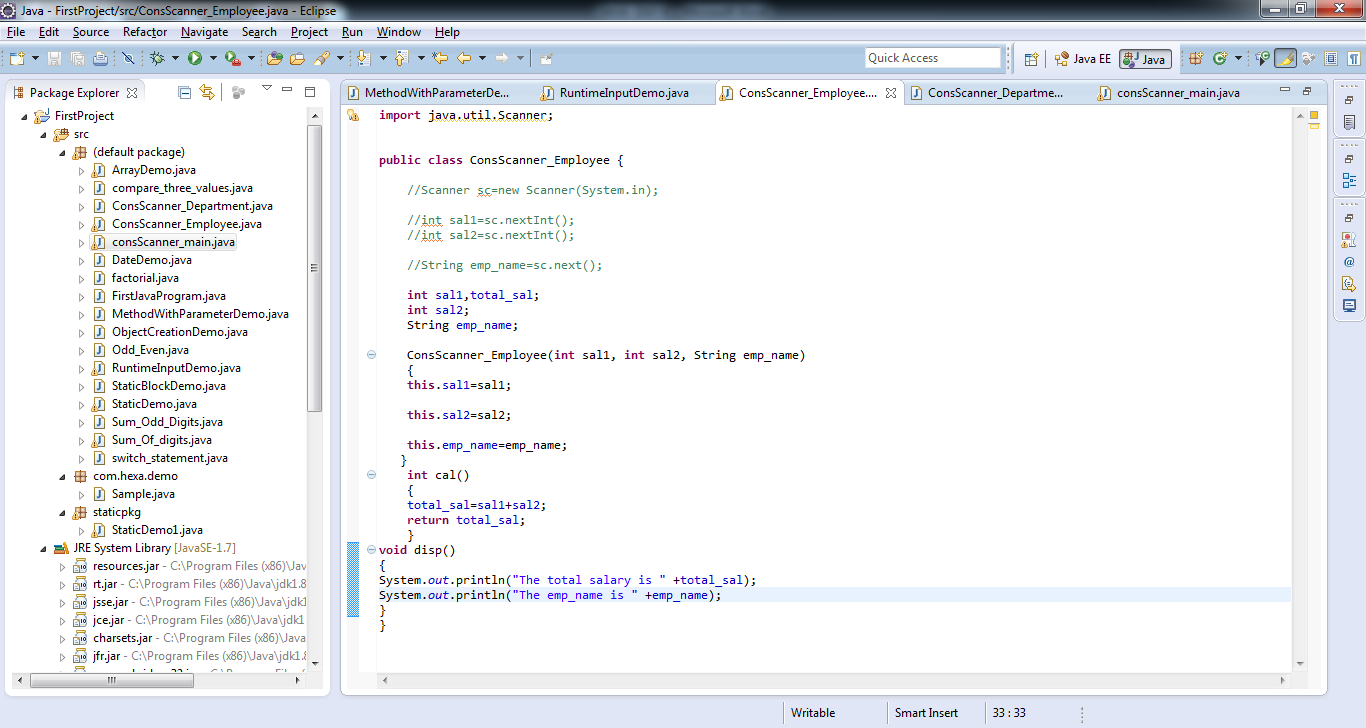 Java - FirstProject/src/ConsScanner_Employee.java - Eclipse
File Edit Source Refactor Navigate Search Project Run Window Help
Quick Access
Java EE
Java
Package Explorer
MethodWithParameterDe...
RuntimeInputDemo.java
ConsScanner_Employee....
ConsScanner_Departme...
consScanner_main.java
FirstProject
src
(default package)
ArrayDemo.java
compare_three_values.java
ConsScanner_Department.java
ConsScanner_Employee.java
consScanner_main.java
DateDemo.java
factorial.java
FirstJavaProgram.java
MethodWithParameterDemo.java
ObjectCreationDemo.java
Odd_Even.java
RuntimeInputDemo.java
StaticBlockDemo.java
StaticDemo.java
Sum_Odd_Digits.java
Sum_Of_digits.java
switch_statement.java
com.hexa.demo
Sample.java
staticpkg
StaticDemo1.java
JRE System Library [JavaSE-1.7]
resources.jar - C:\Program Files (x86)\Java\
rt.jar - C:\Program Files (x86)\Java\jdk1.8
jsse.jar - C:\Program Files (x86)\Java\jdk1
jce.jar - C:\Program Files (x86)\Java\jdk1
charsets.jar - C:\Program Files (x86)\Java
jfr.jar - C:\Program Files (x86)\Java\jdk1.8
import java.util.Scanner;
public class ConsScanner_Employee {
//Scanner sc=new Scanner(System.in);
//int sal1=sc.nextInt();
//int sal2=sc.nextInt();
//String emp_name=sc.next();
int sal1,total_sal;
int sal2;
String emp_name;
ConsScanner_Employee(int sal1, int sal2, String emp_name)
{
this.sal1=sal1;
this.sal2=sal2;
this.emp_name=emp_name;
}
int cal()
{
total_sal=sal1+sal2;
return total_sal;
}
void disp()
{
System.out.println("The total salary is " +total_sal);
System.out.println("The emp_name is " +emp_name);
}
}
Writable
Smart Insert
33 : 33